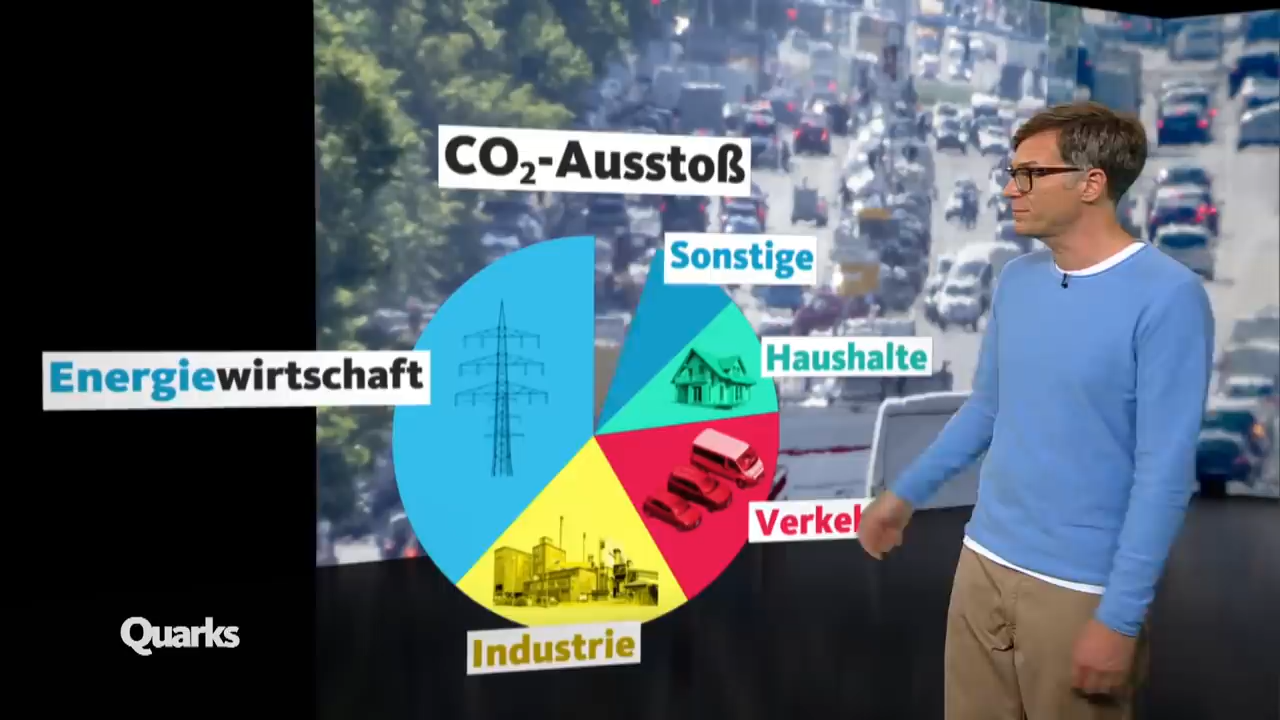 CO₂-Ausstoß
Sonstige
Haushalte
Energiewirtschaft
Industrie
Quarks